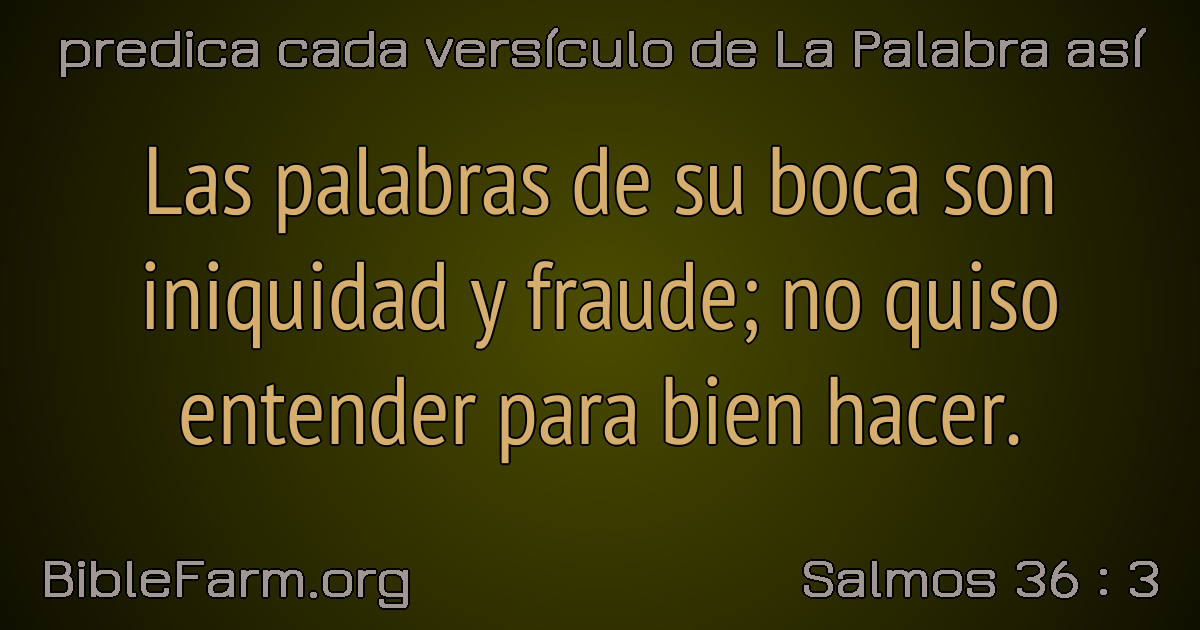 predica cada versículo de La Palabra así
Las palabras de su boca son
iniquidad y fraude; no quiso
entender para bien hacer.
BibleFarm.org
Salmos 36 : 3